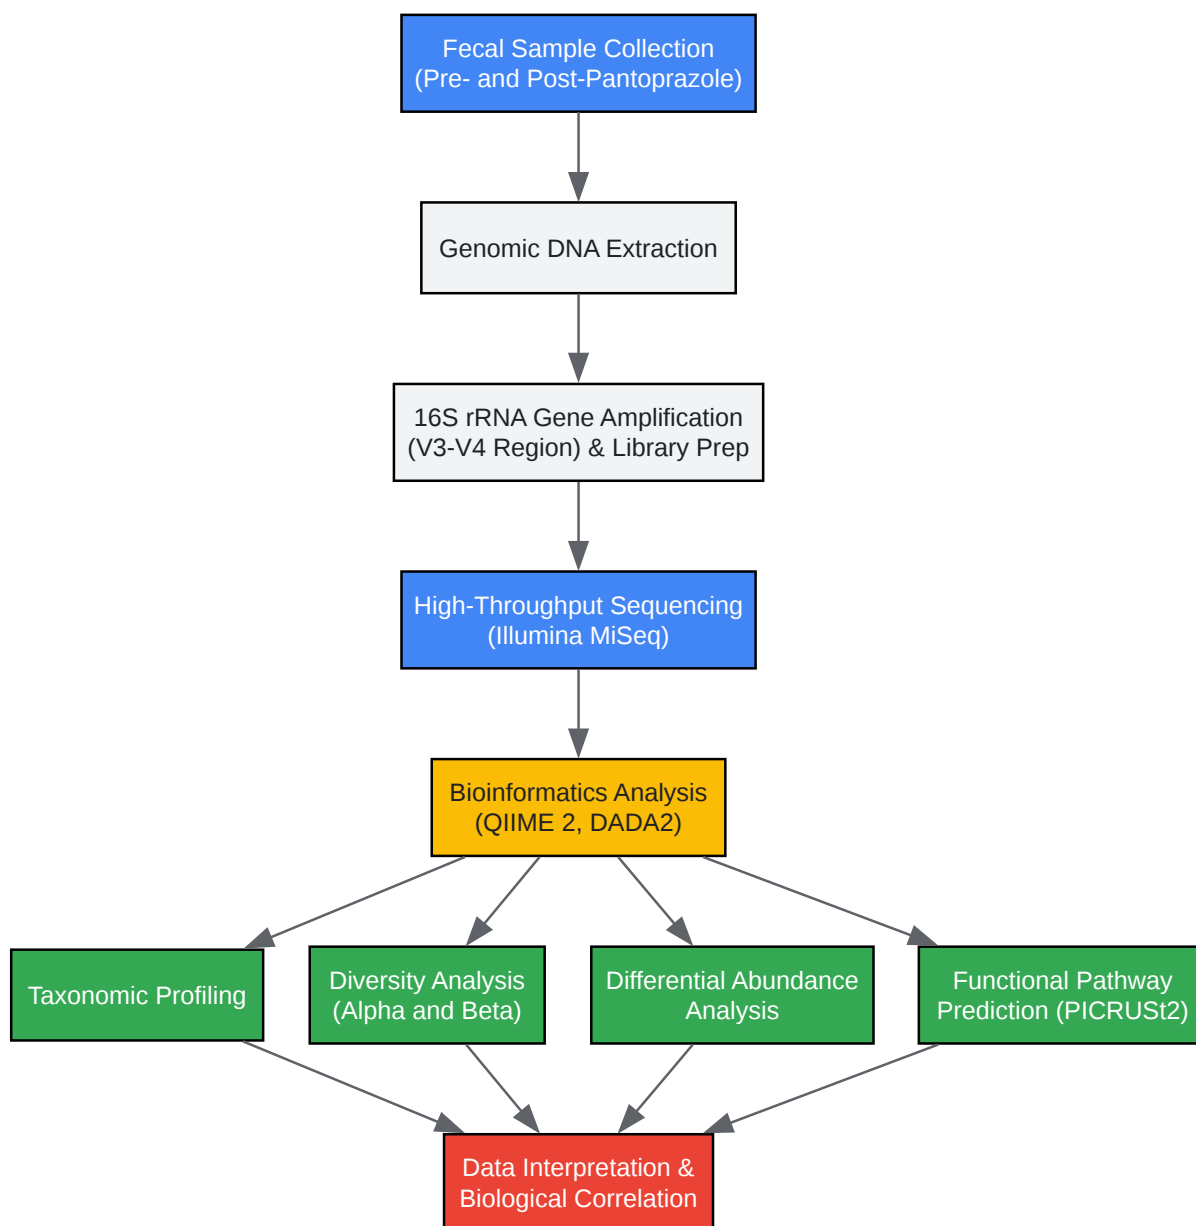 Fecal Sample Collection
(Pre- and Post-Pantoprazole)
Genomic DNA Extraction
16S rRNA Gene Amplification
(V3-V4 Region) & Library Prep
High-Throughput Sequencing
(Illumina MiSeq)
Bioinformatics Analysis
(QIIME 2, DADA2)
Taxonomic Profiling
Diversity Analysis
(Alpha and Beta)
Differential Abundance
Analysis
Functional Pathway
Prediction (PICRUSt2)
Data Interpretation &
Biological Correlation